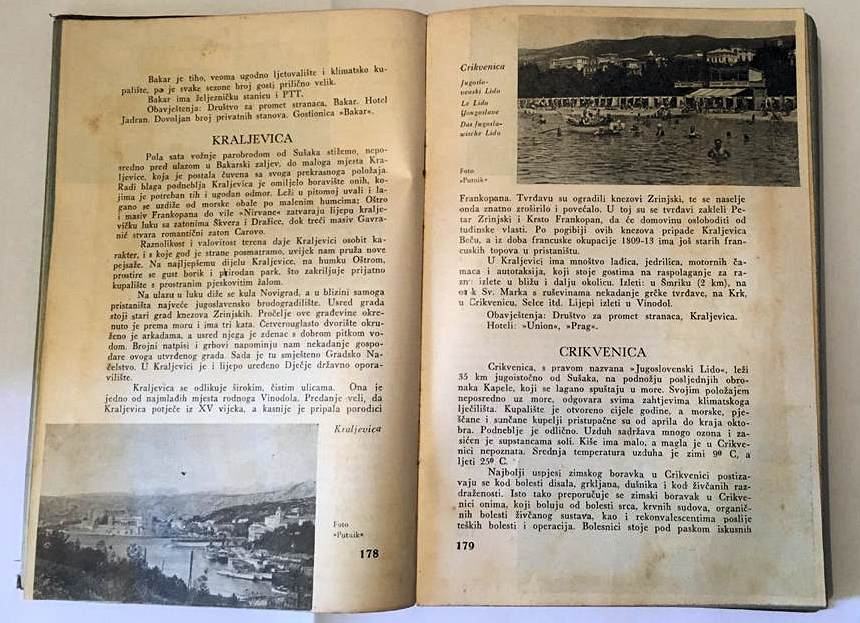 Bakar je tiho, veoma ugodno ljetovalište i klimatsko ku-
palište, pa je svake sezone broj gosti prilično velik.
Bakar ima željezničku stanicu i PTT.
Obavještenja: Društvo za promet stranaca, Bakar. Hotel
Jadran. Dovoljan broj privatnih stanova. Gostionica »Bakar«.
KRALJEVICA
Pola sata vožnje parobrodom od Sušaka stižemo, nepo-
sredno pred ulazom u Bakarski zaljev, do maloga mjesta Kra-
ljevice, koja je postala čuvena sa svoga prekrasnoga položaja.
Radi blaga podneblja Kraljevica je omiljelo boravište onih, ko-
jima je potreban tih i ugodan odmor. Leži u pitomoj uvali i la-
gano se uzdiže od morske obale po malenim humcima; Oštro
i masiv Frankopana do vile »Nirvane« zatvaraju lijepu kralje-
vičku luku sa zatonima Škvera i Dražice, dok treći masiv Gavra-
nić stvara romantični zaton Carovo.
Raznolikost i valovitost terena daje Kraljevici osobit ka-
rakter, i s koje god je strane posmatramo, uvijek nam pruža nove
pejsaže. Na najljepšemu dijelu Kraljevice, na humku Oštrom,
prostire se gust borik i prirodan park, što zakriljuje prijatno
kupalište s prostranim pjeskovitim žalom.
Na ulazu u luku diže se kula Novigrad, a u blizini samoga
pristaništa najveće jugoslavensko brodogradilište. Usred grada
stoji stari grad knezova Zrinjskih. Pročelje ove građevine okre-
nuto je prema moru i ima tri kata. Četverouglasto dvorište okru-
ženo je arkadama, a usred njega je zdenac s dobrom pitkom vo-
dom. Brojni natpisi i grbovi napominju nam nekadanje gospo-
dare ovoga utvrđenog grada. Sada je tu smješteno Gradsko Na-
čelstvo. U Kraljevici je i lijepo uređeno Dječje državno opora-
vilište.
Kraljevica se odlikuje širokim, čistim ulicama. Ona je
jedno od najmlađih mjesta rodnoga Vinodola. Predanje veli, da
Kraljevica potječe iz XV vijeka, a kasnije je pripala porodici
Kraljevica
Foto
»Putnik«
178
Crikvenica
Jugosla-
venski Lido
Le Lido
Yougoslave
Das Jugosla-
wische Lido
Foto
»Putnik«
Frankopana. Tvrđavu su ogradili knezovi Zrinjski, te se naselje
onda znatno zroširilo i povećalo. U toj su se tvrđavi zakleli Pe-
tar Zrinjski i Krsto Frankopan, da će domovinu osloboditi od
tuđinske vlasti. Po pogibiji ovih knezova pripade Kraljevica
Beču, a iz doba francuske okupacije 1809-13 ima još starih fran-
cuskih topova u pristaništu.
U Kraljevici ima mnoštvo lađica, jedrilica, motornih ča-
maca i autotaksija, koji stoje gostima na raspolaganje za ra-
zne izlete u bližu i dalju okolicu. Izleti: u Šmriku (2 km), na
otok Sv. Marka s ruševinama nekadanje grčke tvrđave, na Krk,
u Crikvenicu, Selce itd. Lijepi izleti u Vinodol.
Obavještenja: Društvo za promet stranaca, Kraljevica.
Hoteli: »Union«, »Prag«.
CRIKVENICA
Crikvenica, s pravom nazvana »Jugoslovenski Lido«, leži
35 km jugoistočno od Sušaka, na podnožju posljednjih obro-
naka Kapele, koji se lagano spuštaju u more. Svojim položajem
neposredno uz more, odgovara svima zahtjevima klimatskoga
lječilišta. Kupalište je otvoreno cijele godine, a morske, pje-
ščane i sunčane kupelji pristupačne su od aprila do kraja okto-
bra. Podneblje je odlično. Uzduh sadržava mnogo ozona i za-
sićen je supstancama soli. Kiše ima malo, a magla je u Crikve-
nici nepoznata. Srednja temperatura uzduha je zimi 9º C, a
ljeti 25º C.
Najbolji uspjesi zimskog boravka u Crikvenici postiza-
vaju se kod bolesti disala, grkljana, dušnika i kod živčanih raz-
draženosti. Isto tako preporučuje se zimski boravak u Crikve-
nici onima, koji boluju od bolesti srca, krvnih sudova, organič-
nih bolesti živčanog sustava, kao i rekonvalescentima poslije
teških bolesti i operacija. Bolesnici stoje pod paskom iskusnih
179